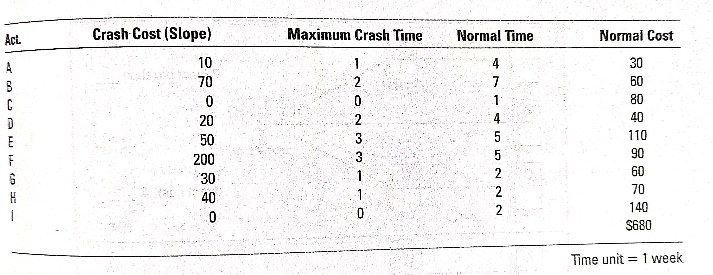 Act. Crash Cost (Slope) Maximum Crash Time Normal Time Normal Cost
A 10 1 4 30
B 70 2 7 60
C 0 0 1 80
D 20 2 4 40
E 50 3 5 110
F 200 3 5 90
G 30 1 2 60
H 40 1 2 70
I 0 0 2 140
$680
Time unit = 1 week